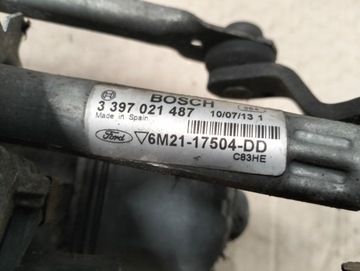 BOSCH
3 397 021 487 10/07/13 1
Made in Spain
Ford ▽6M21-17504-DD
C83HE